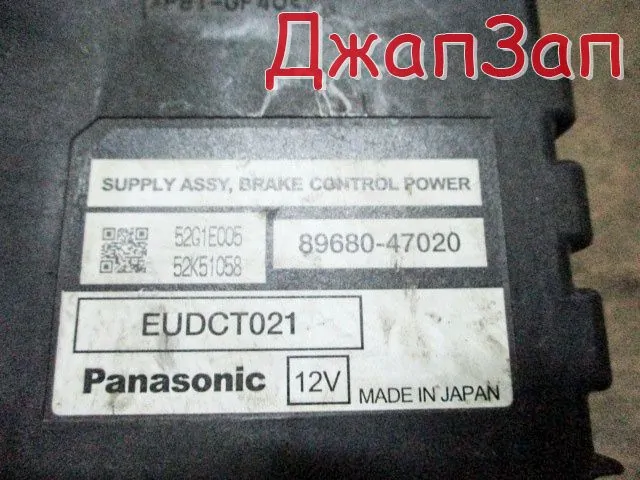 ДжапЗап
SUPPLY ASSY, BRAKE CONTROL POWER
52G1E005
52K51058
89680-47020
EUDCT021
Panasonic
12V
MADE IN JAPAN